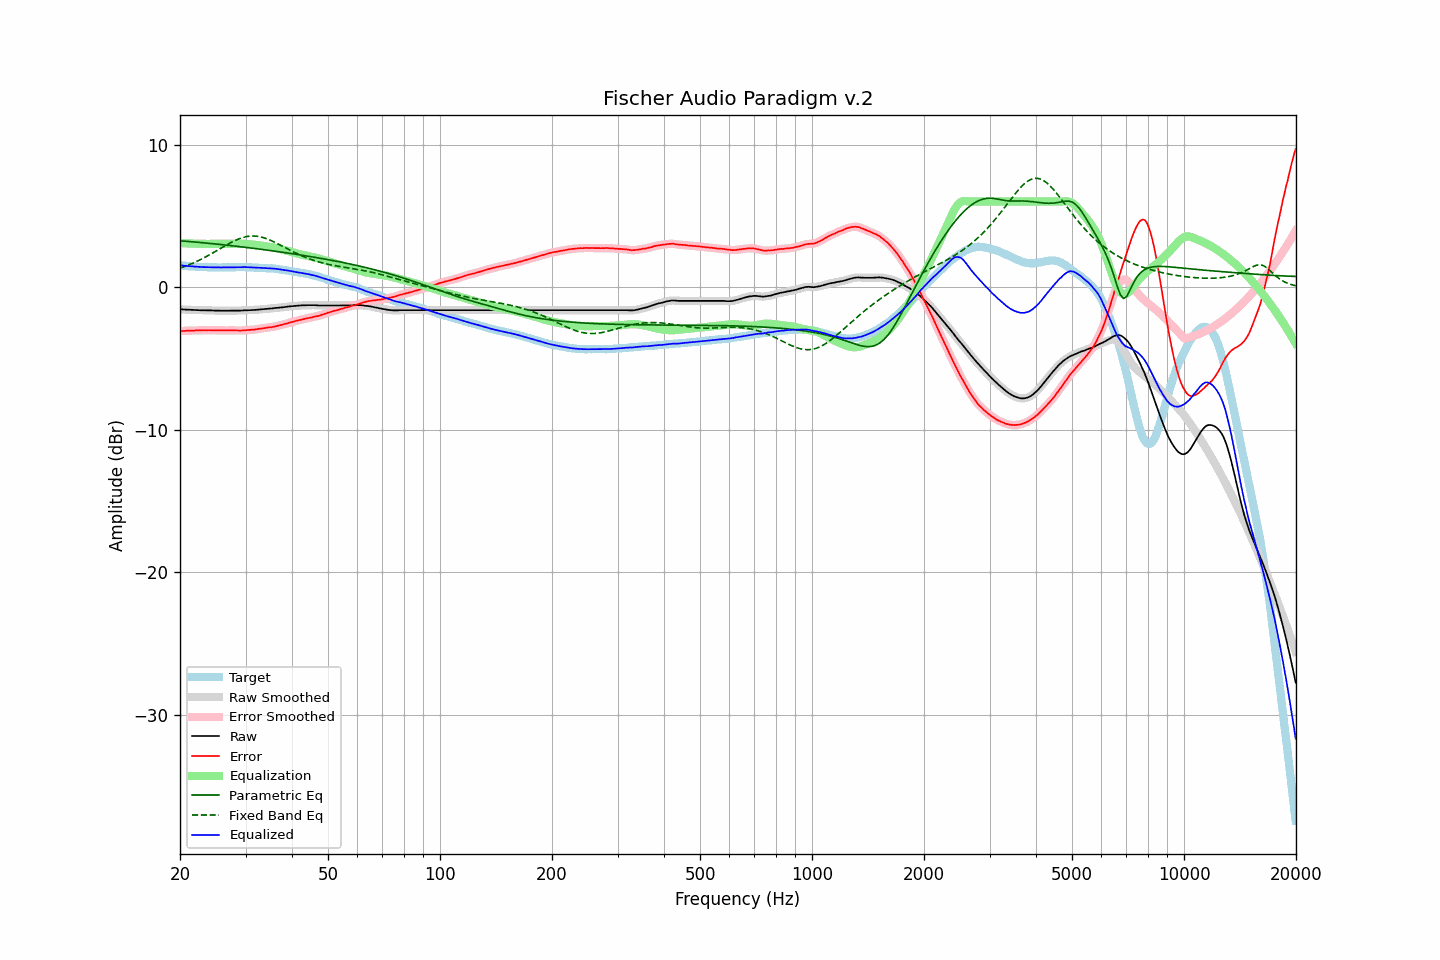 Fischer Audio Paradigm v.2
Amplitude (dBr)
10
0
−10
−20
−30
Target
Raw Smoothed
Error Smoothed
Raw
Error
Equalization
Parametric Eq
Fixed Band Eq
Equalized
20 50 100 200 500 1000 2000 5000 10000 20000
Frequency (Hz)